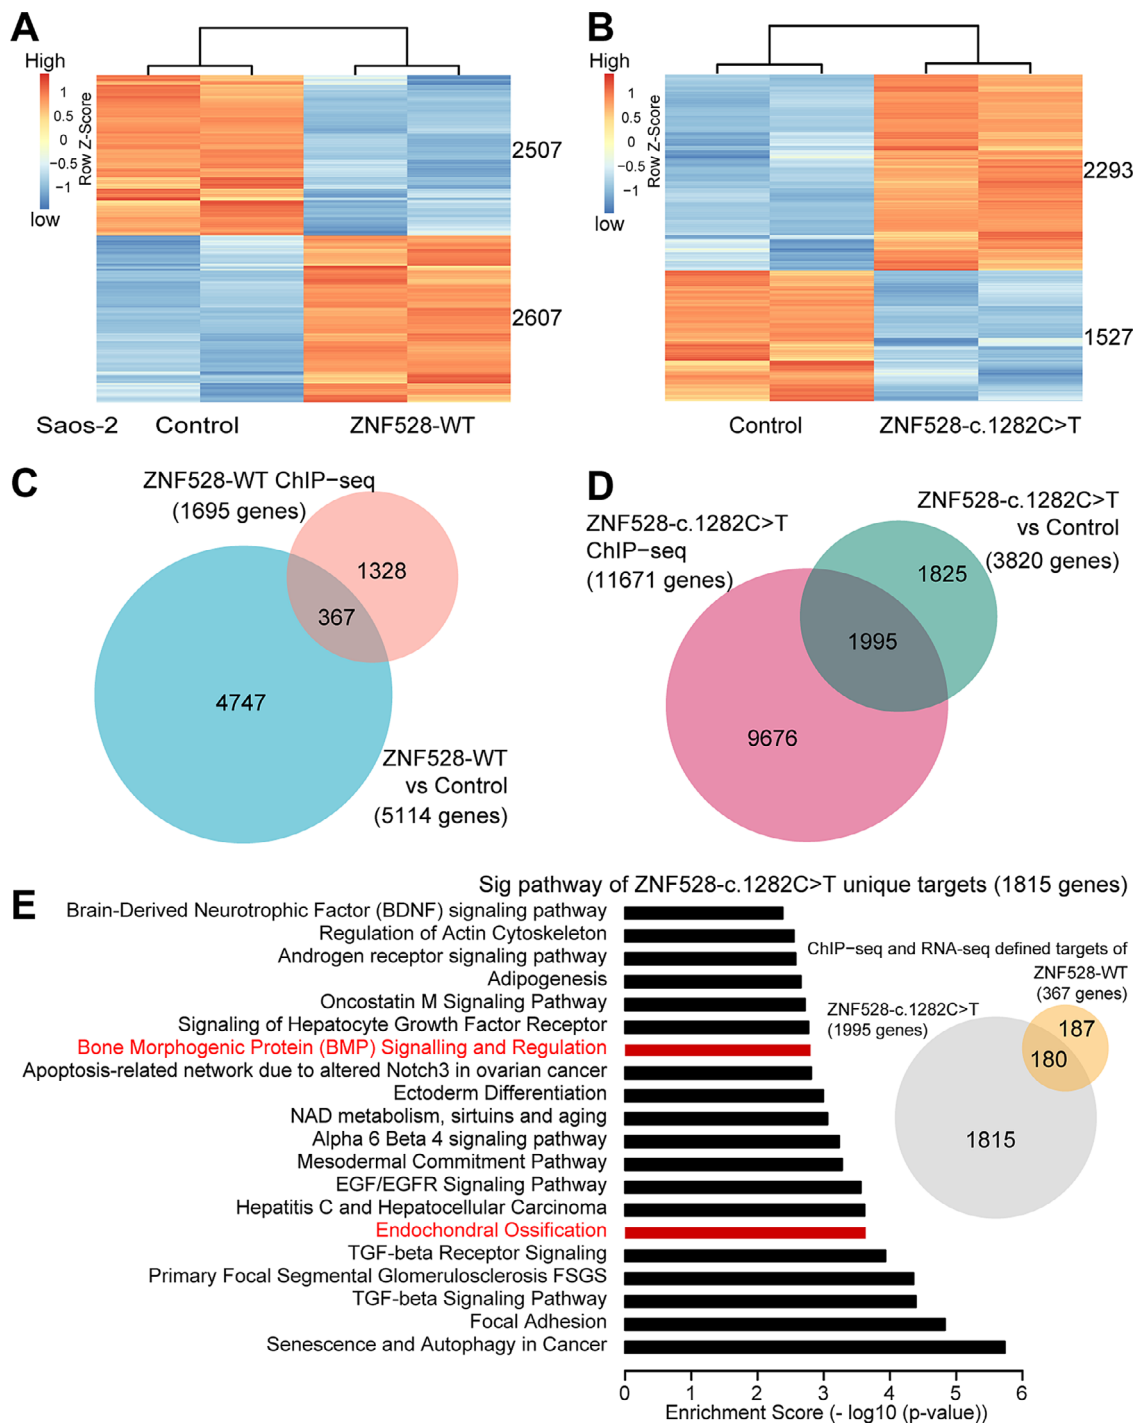 A
High
1
0.5
0
−0.5
−1
low
Row Z-Score
2507
2607
Saos-2
Control
ZNF528-WT
B
High
1
0.5
0
−0.5
−1
low
Row Z-Score
2293
1527
Control
ZNF528-c.1282C>T
C
ZNF528-WT ChIP−seq
(1695 genes)
1328
367
4747
ZNF528-WT
vs Control
(5114 genes)
D
ZNF528-c.1282C>T
ChIP−seq
(11671 genes)
ZNF528-c.1282C>T
vs Control
(3820 genes)
1825
1995
9676
E
Sig pathway of ZNF528-c.1282C>T unique targets (1815 genes)
Brain-Derived Neurotrophic Factor (BDNF) signaling pathway
Regulation of Actin Cytoskeleton
Androgen receptor signaling pathway
Adipogenesis
Oncostatin M Signaling Pathway
Signaling of Hepatocyte Growth Factor Receptor
Bone Morphogenic Protein (BMP) Signalling and Regulation
Apoptosis-related network due to altered Notch3 in ovarian cancer
Ectoderm Differentiation
NAD metabolism, sirtuins and aging
Alpha 6 Beta 4 signaling pathway
Mesodermal Commitment Pathway
EGF/EGFR Signaling Pathway
Hepatitis C and Hepatocellular Carcinoma
Endochondral Ossification
TGF-beta Receptor Signaling
Primary Focal Segmental Glomerulosclerosis FSGS
TGF-beta Signaling Pathway
Focal Adhesion
Senescence and Autophagy in Cancer
0 1 2 3 4 5 6
Enrichment Score (- log10 (p-value))
ChIP−seq and RNA-seq defined targets of
ZNF528-WT
(367 genes)
ZNF528-c.1282C>T
(1995 genes)
187
180
1815